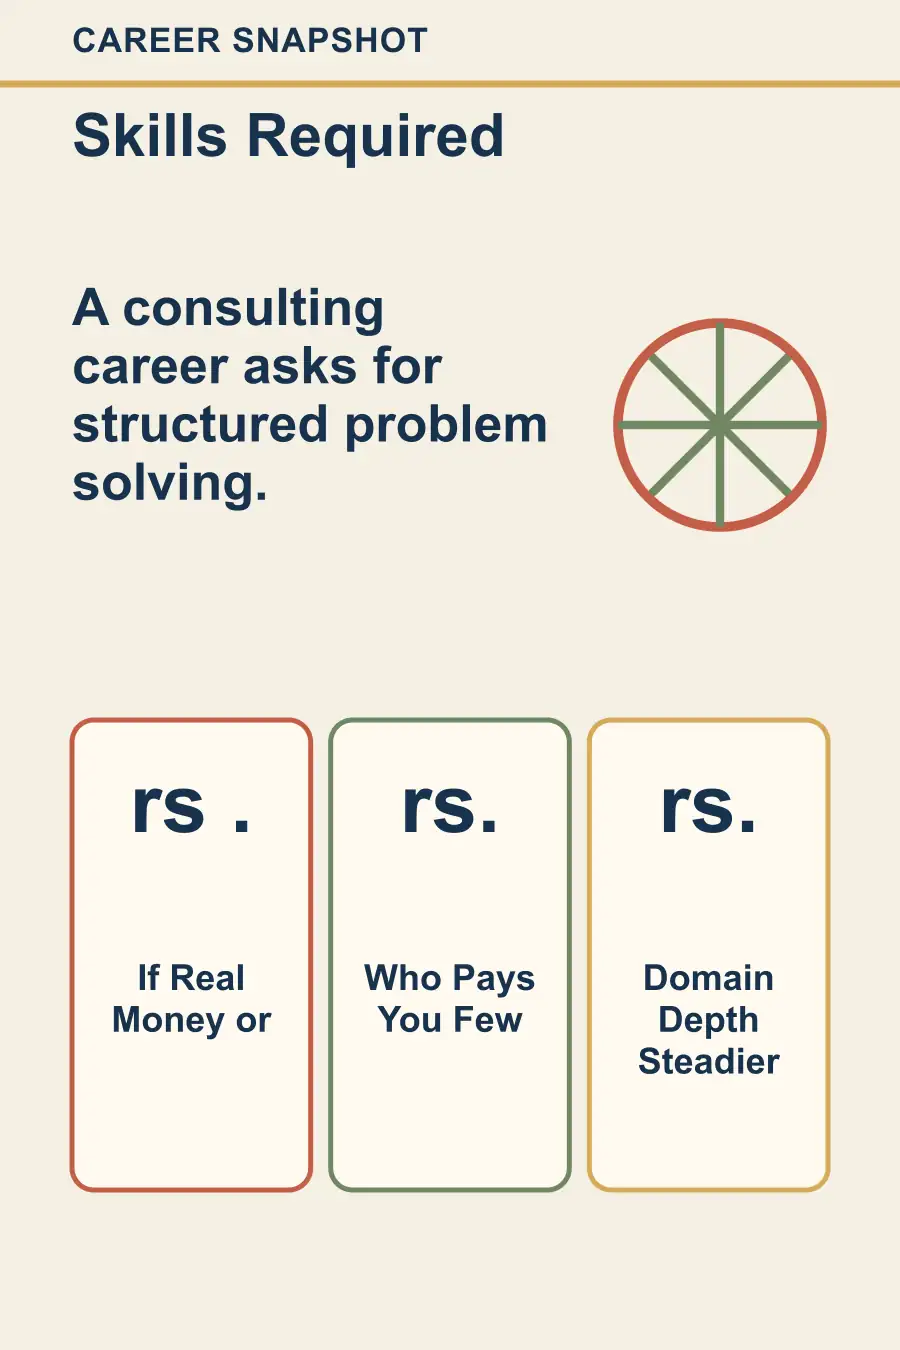 CAREER SNAPSHOT
Skills Required
A consulting
career asks for
structured problem
solving.
rs .
If Real
Money or
rs.
Who Pays
You Few
rs.
Domain
Depth
Steadier